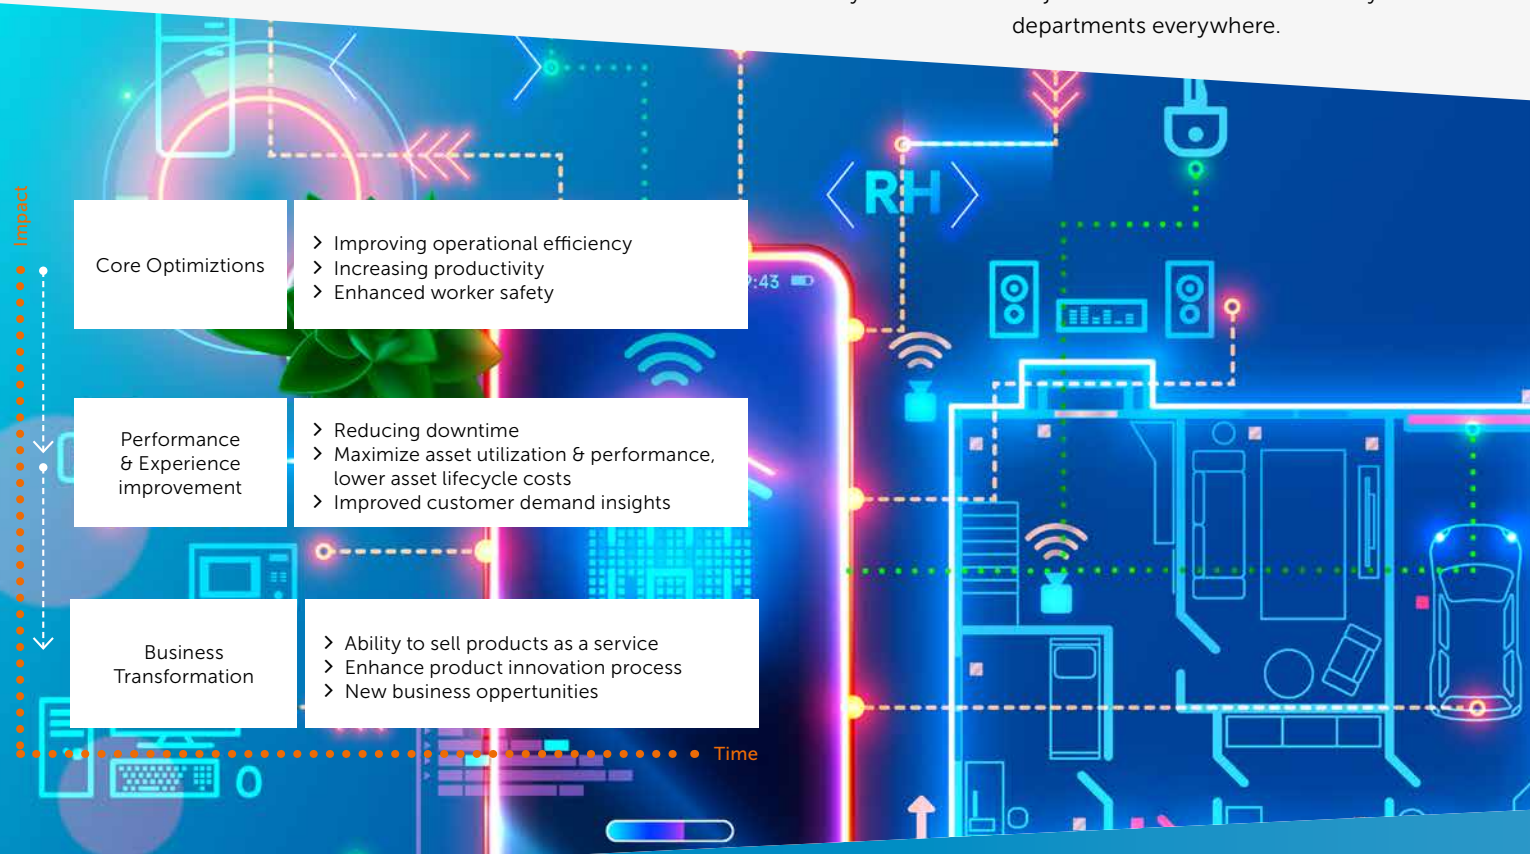 departments everywhere.
RH
Impact
:43
Core Optimiztions
Improving operational efficiency
Increasing productivity
Enhanced worker safety
Performance
& Experience
improvement
Reducing downtime
Maximize asset utilization & performance,
lower asset lifecycle costs
Improved customer demand insights
Business
Transformation
Ability to sell products as a service
Enhance product innovation process
New business oppertunities
Time